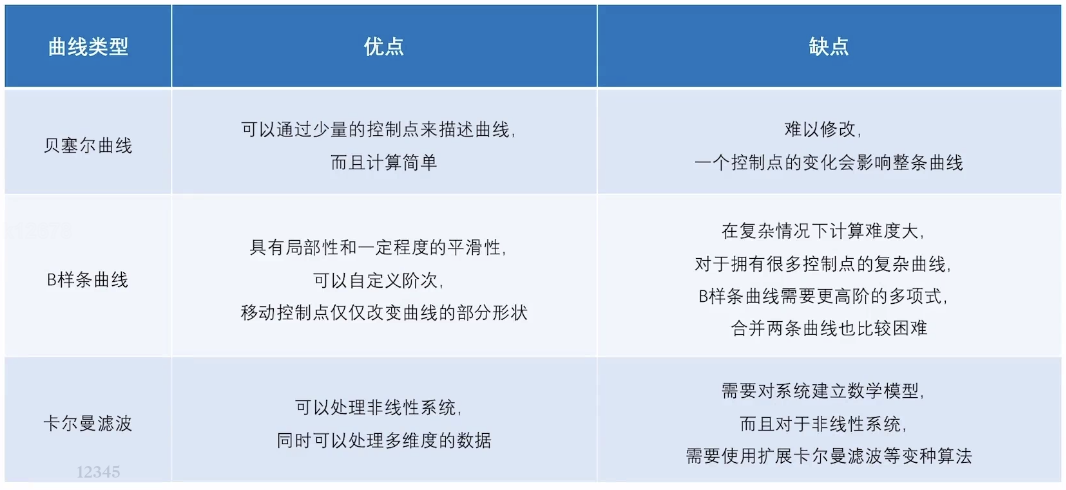 曲线类型
优点
缺点
贝塞尔曲线
可以通过少量的控制点来描述曲线，
而且计算简单
难以修改，
一个控制点的变化会影响整条曲线
B样条曲线
具有局部性和一定程度的平滑性，
可以自定义阶次，
移动控制点仅仅改变曲线的部分形状
在复杂情况下计算难度大，
对于拥有很多控制点的复杂曲线，
B样条曲线需要更高阶的多项式，
合并两条曲线也比较困难
卡尔曼滤波
可以处理非线性系统，
同时可以处理多维度的数据
需要对系统建立数学模型，
而且对于非线性系统，
需要使用扩展卡尔曼滤波等变种算法
12345